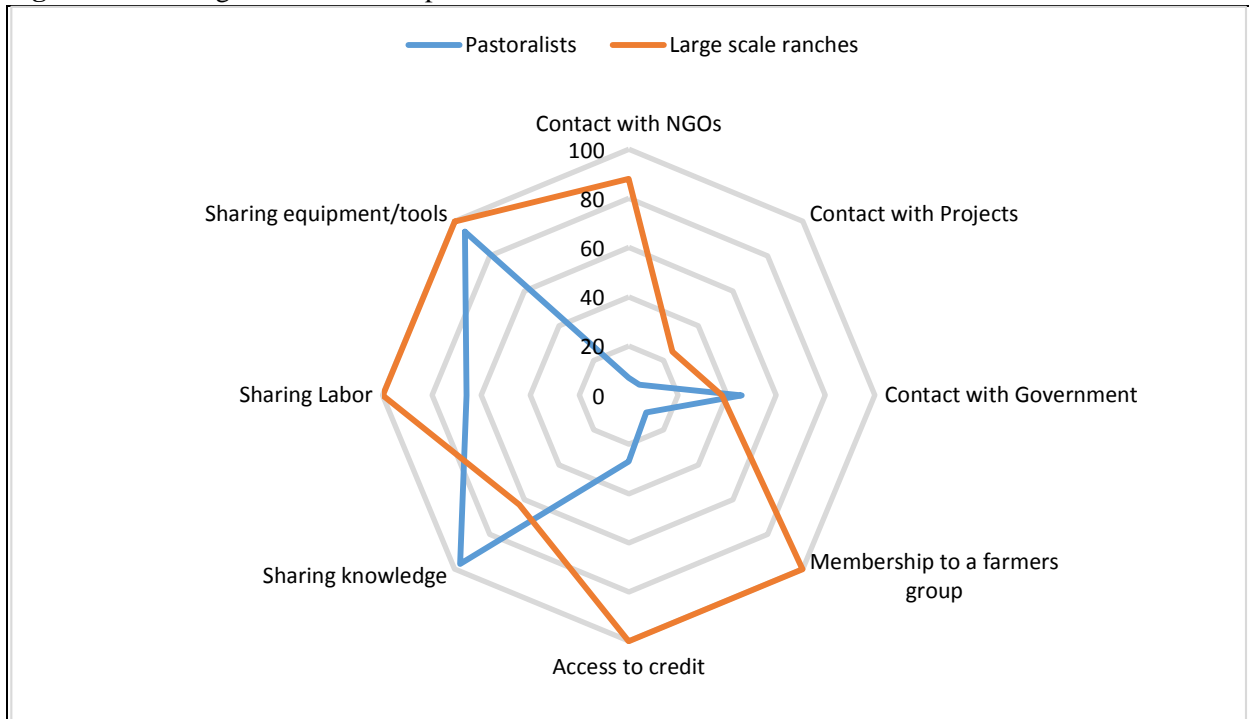 Pastoralists
Large scale ranches
Contact with NGOs
100
80
60
40
20
0
Contact with Projects
Contact with Government
Membership to a farmers
group
Access to credit
Sharing knowledge
Sharing Labor
Sharing equipment/tools